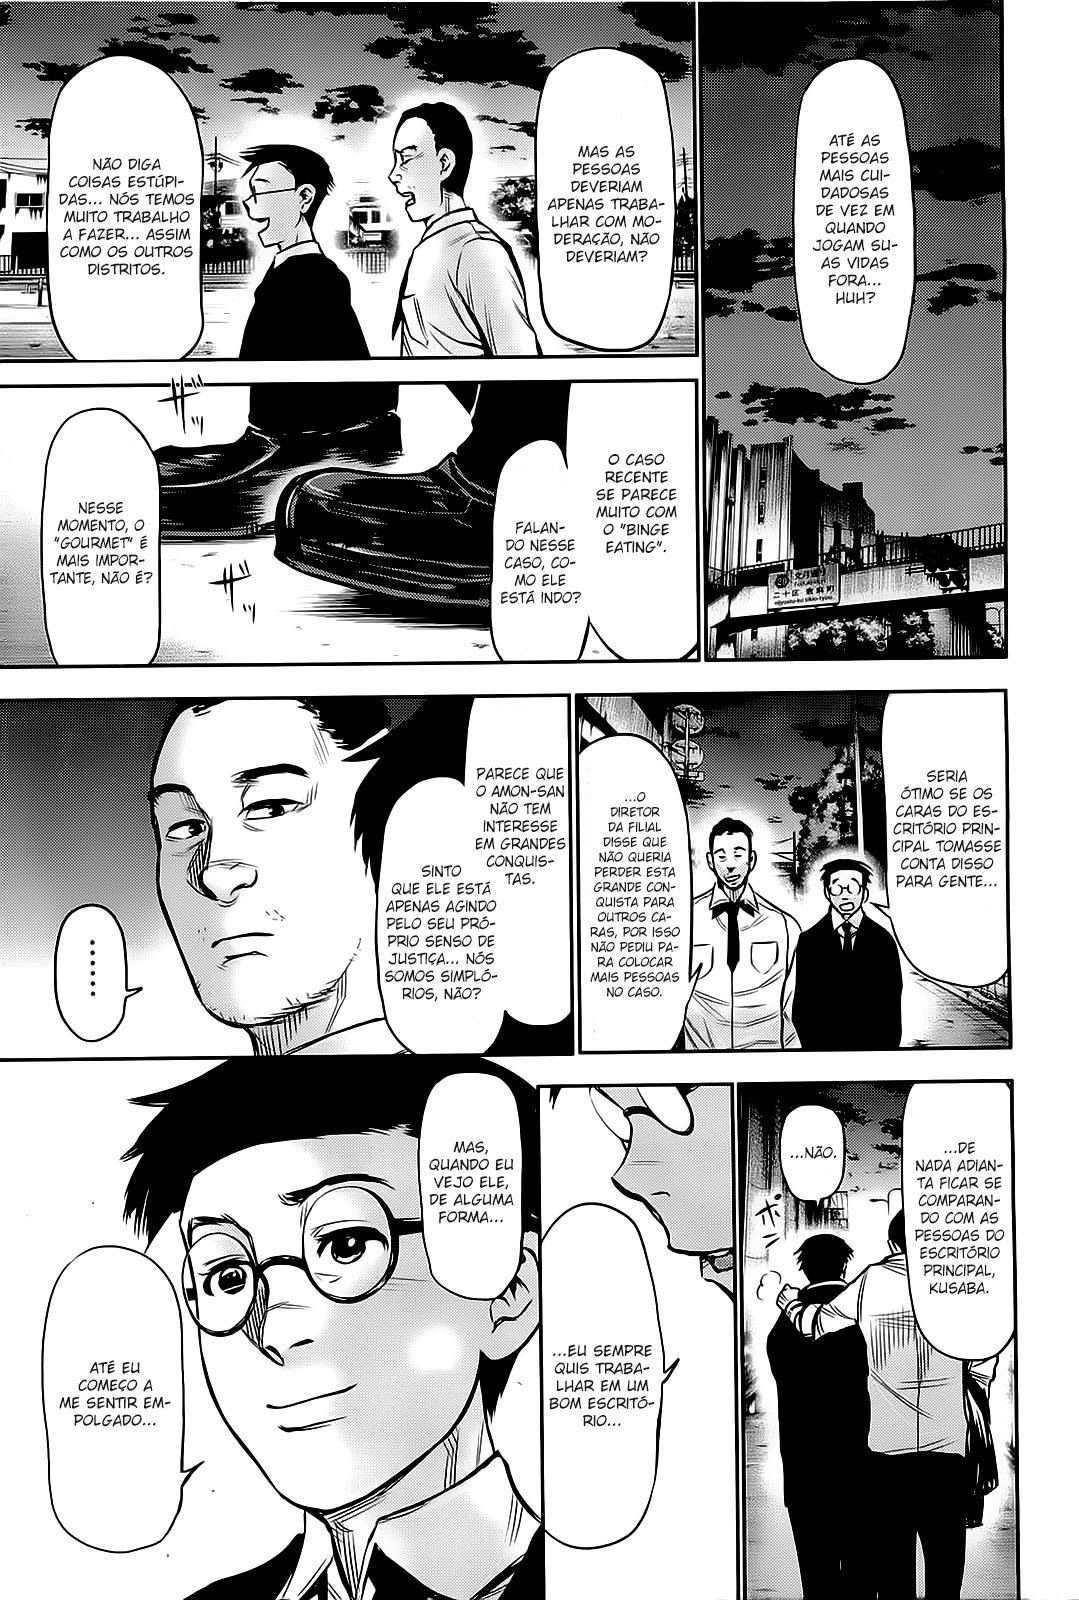 ATÉ AS
PESSOAS
MAIS CUI-
DADOSAS
DE VEZ EM
QUANDO
JOGAM SU-
AS VIDAS
FORA...
HUH?
MAS AS
PESSOAS
DEVERIAM
APENAS TRABA-
LHAR COM MO-
DERAÇÃO, NÃO
DEVERIAM?
NÃO DIGA
COISAS ESTÚPI-
DAS... NÓS TEMOS
MUITO TRABALHO
A FAZER... ASSIM
COMO OS OUTROS
DISTRITOS.
二十区
O CASO
RECENTE
SE PARECE
MUITO COM
O "BINGE
EATING".
FALAN-
DO NESSE
CASO, CO-
MO ELE
ESTÁ INDO?
NESSE
MOMENTO, O
"GOURMET" É
MAIS IMPOR-
TANTE, NÃO É?
SERIA
ÓTIMO SE OS
CARAS DO ES-
CRITÓRIO PRIN-
CIPAL TOMASSE
CONTA DISSO
PARA GENTE...
...O
DIRETOR
DA FILIAL
DISSE QUE
NÃO QUERIA
PERDER ESTA
GRANDE CON-
QUISTA PARA
OUTROS CA-
RAS, POR ISSO
NÃO PEDIU PA-
RA COLOCAR
MAIS PESSOAS
NO CASO.
PARECE QUE
O AMON-SAN
NÃO TEM
INTERESSE
EM GRANDES
CONQUIS-
TAS.
SINTO
QUE ELE ESTÁ
APENAS AGINDO
PELO SEU PRÓ-
PRIO SENSO DE
JUSTIÇA... NÓS
SOMOS SIMPLÓ-
RIOS, NÃO?
......
...DE
NADA ADIAN-
TA FICAR SE
COMPARAN-
DO COM AS
PESSOAS DO
ESCRITÓRIO
PRINCIPAL,
KUSABA.
...NÃO.
ポン
...EU SEMPRE
QUIS TRABA-
LHAR EM UM
BOM ESCRITÓ-
RIO...
MAS,
QUANDO EU
VEJO ELE,
DE ALGUMA
FORMA...
ATÉ EU
COMEÇO A
ME SENTIR EM-
POLGADO...